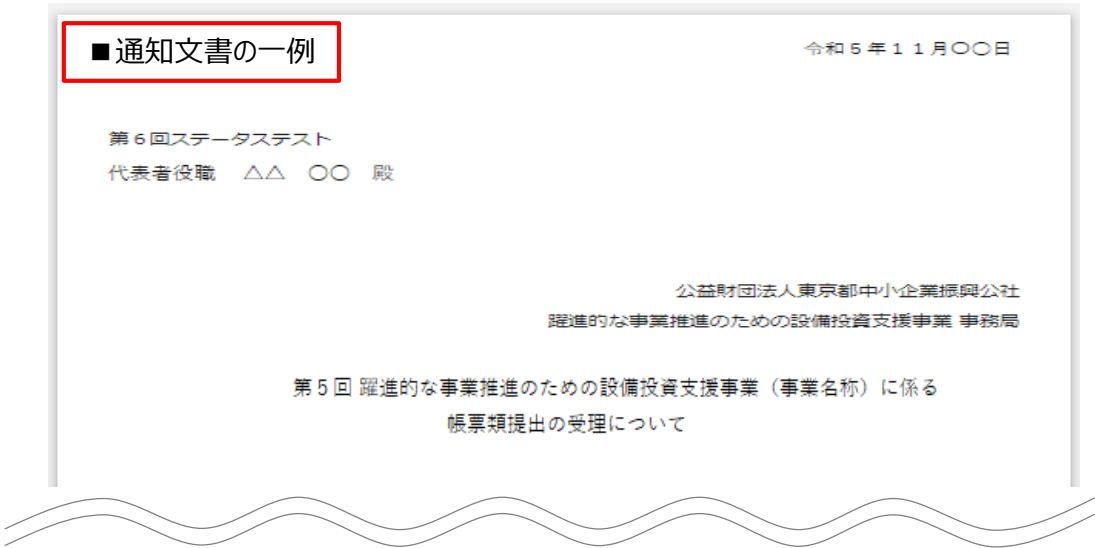 ■通知文書の一例
令和5年11月〇〇日
第6回ステータステスト
代表者役職　△△　〇〇　殿
公益財団法人東京都中小企業振興公社
躍進的な事業推進のための設備投資支援事業 事務局
第5回 躍進的な事業推進のための設備投資支援事業（事業名称）に係る
帳票類提出の受理について